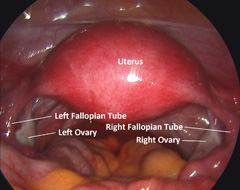 Uterus
Left Fallopian Tube
Right Fallopian Tube
Left Ovary
Right Ovary